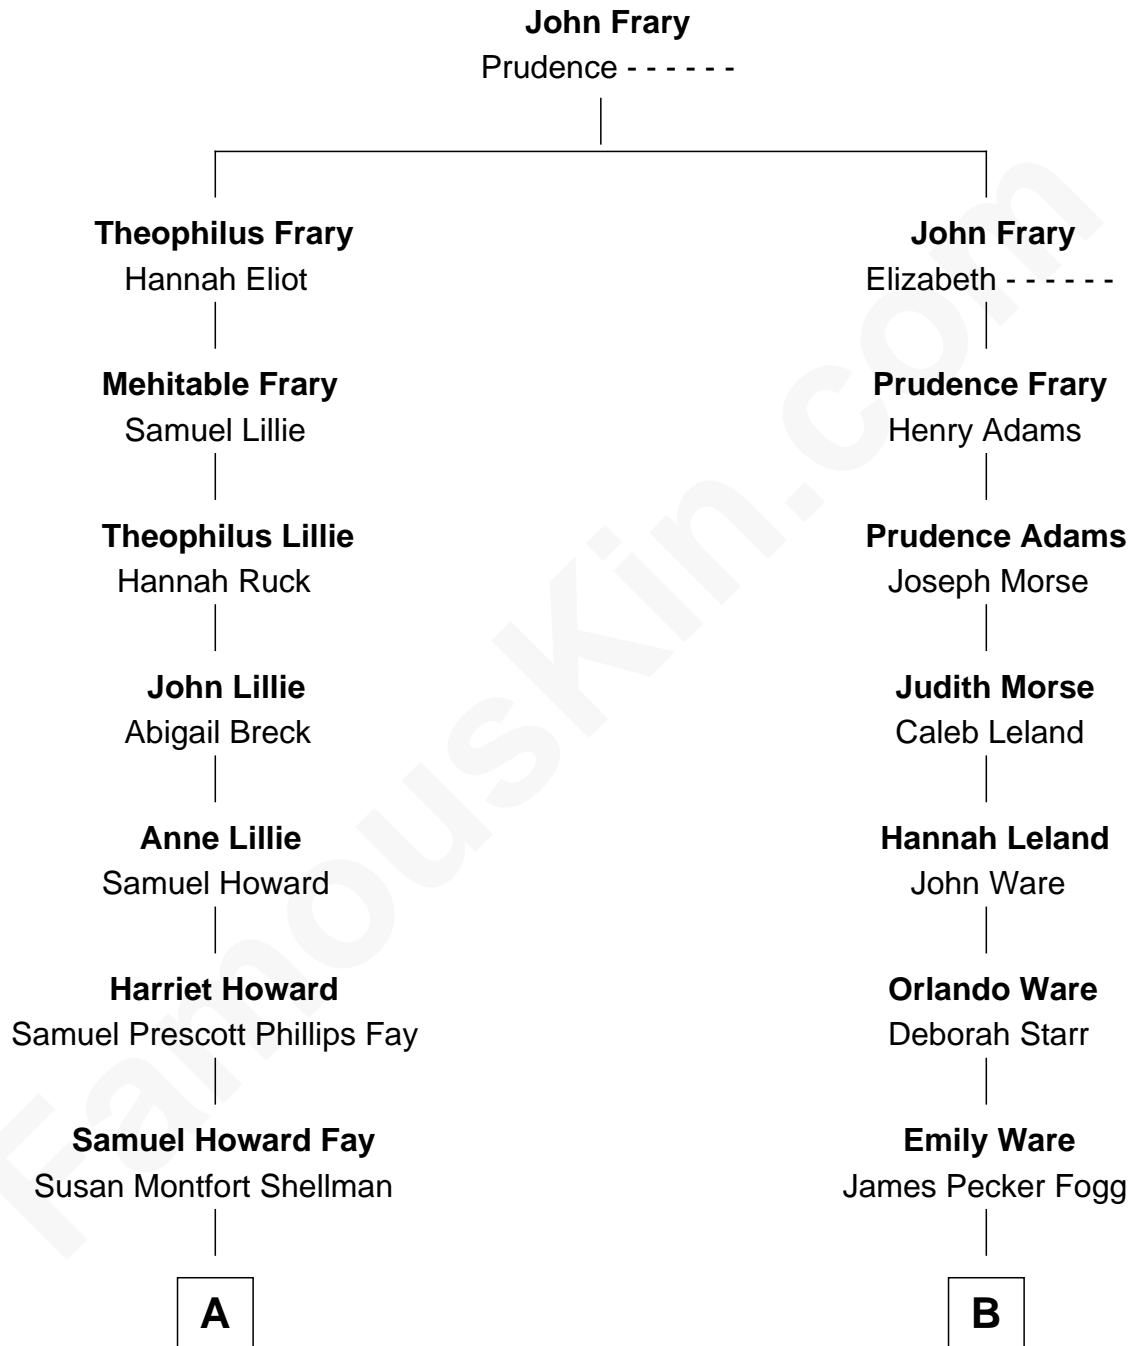 John Frary
Prudence - - - - - -
Theophilus Frary
Hannah Eliot
John Frary
Elizabeth - - - - - -
Mehitable Frary
Samuel Lillie
Prudence Frary
Henry Adams
Theophilus Lillie
Hannah Ruck
Prudence Adams
Joseph Morse
John Lillie
Abigail Breck
Judith Morse
Caleb Leland
Anne Lillie
Samuel Howard
Hannah Leland
John Ware
Harriet Howard
Samuel Prescott Phillips Fay
Orlando Ware
Deborah Starr
Samuel Howard Fay
Susan Montfort Shellman
Emily Ware
James Pecker Fogg
A
B
FamousKin.com